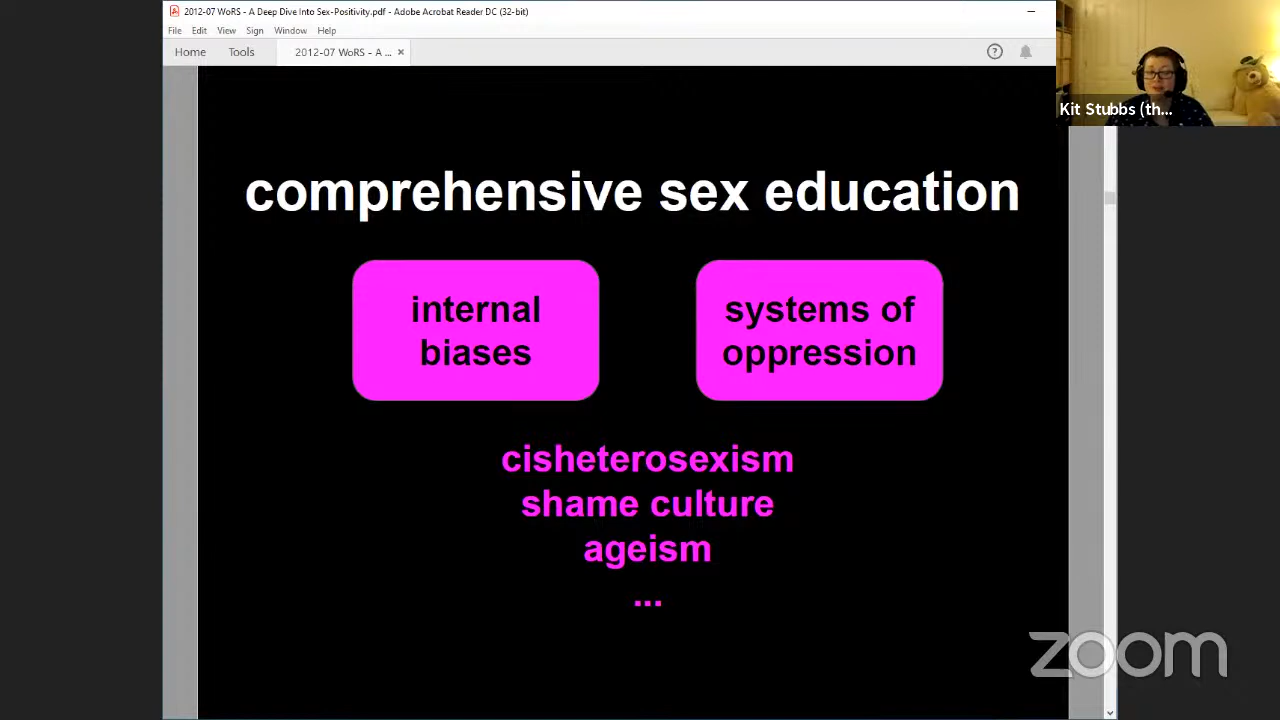 2012-07 WoRS - A Deep Dive Into Sex-Positivity.pdf - Adobe Acrobat Reader DC (32-bit)
File Edit View Sign Window Help
Home Tools 2012-07 WoRS - A ... ×
?
Kit Stubbs (th...
comprehensive sex education
internal
biases
systems of
oppression
cisheterosexism
shame culture
ageism
...
zoom